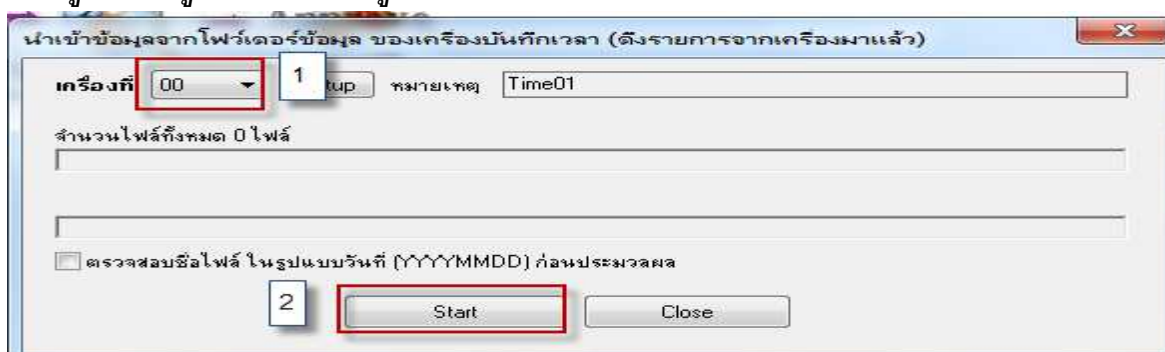 นำเข้าข้อมูลจากโฟว์เดอร์ข้อมูล ของเครื่องบันทึกเวลา (ดึงรายการจากเครื่องมาแล้ว)
เครื่องที่ 00 1 tup หมายเหตุ Time01
จำนวนไฟล์ทั้งหมด 0 ไฟล์
ตรวจสอบชื่อไฟล์ ในรูปแบบวันที่ (YYYYMMDD) ก่อนประมวลผล
2 Start Close